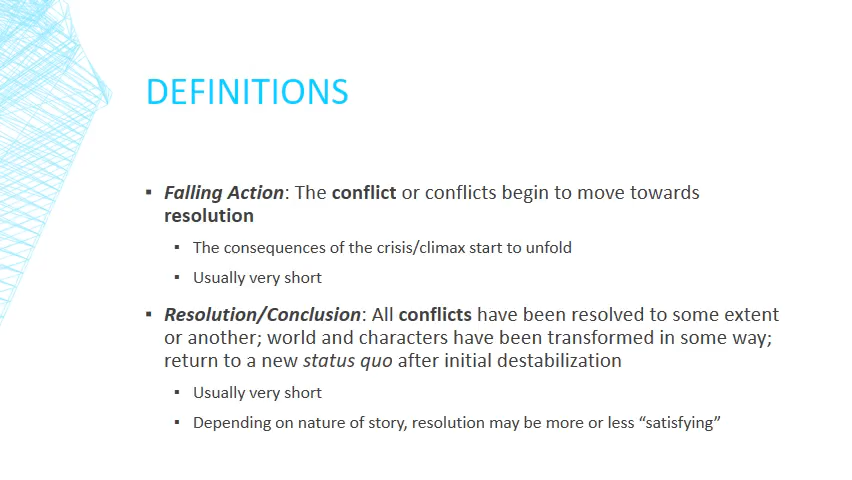 DEFINITIONS
▪ Falling Action: The conflict or conflicts begin to move towards
resolution
▪ The consequences of the crisis/climax start to unfold
▪ Usually very short
▪ Resolution/Conclusion: All conflicts have been resolved to some extent
or another; world and characters have been transformed in some way;
return to a new status quo after initial destabilization
▪ Usually very short
▪ Depending on nature of story, resolution may be more or less “satisfying”